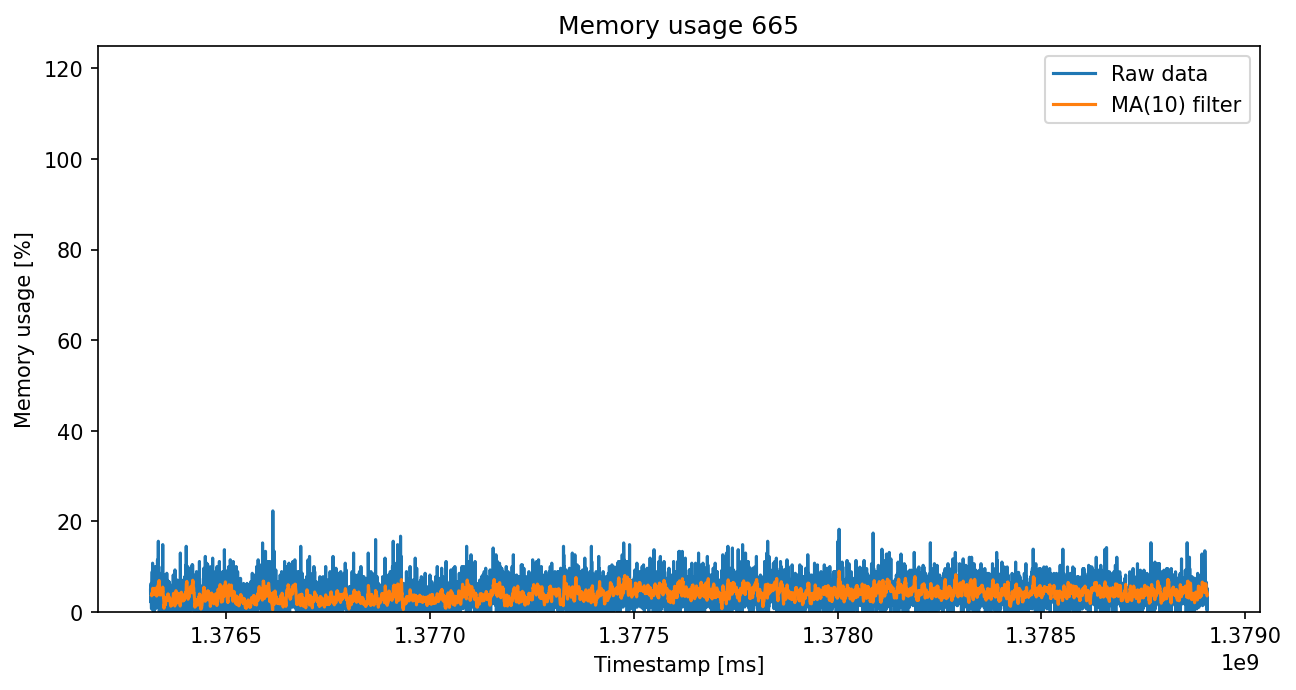 Memory usage 665
Raw data
MA(10) filter
Memory usage [%]
120
100
80
60
40
20
0
1.3765 1.3770 1.3775 1.3780 1.3785 1.3790
1e9
Timestamp [ms]